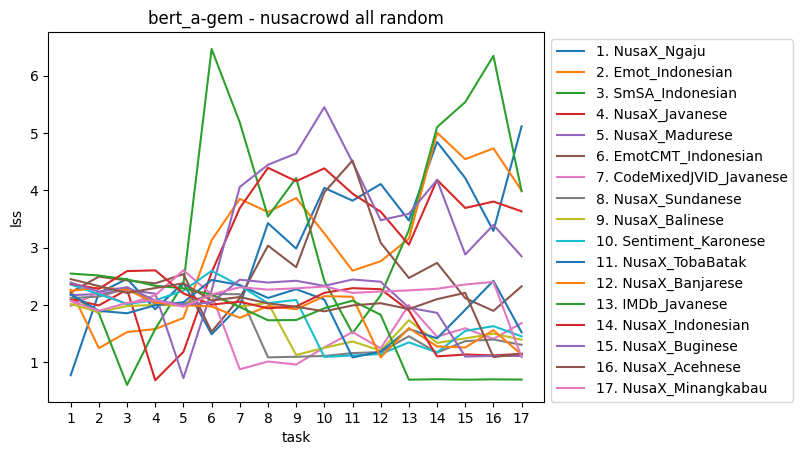 bert_a-gem - nusacrowd all random
lss
6
5
4
3
2
1
1 2 3 4 5 6 7 8 9 10 11 12 13 14 15 16 17
task
1. NusaX_Ngaju
2. Emot_Indonesian
3. SmSA_Indonesian
4. NusaX_Javanese
5. NusaX_Madurese
6. EmotCMT_Indonesian
7. CodeMixedJVID_Javanese
8. NusaX_Sundanese
9. NusaX_Balinese
10. Sentiment_Karonese
11. NusaX_TobaBatak
12. NusaX_Banjarese
13. IMDb_Javanese
14. NusaX_Indonesian
15. NusaX_Buginese
16. NusaX_Acehnese
17. NusaX_Minangkabau